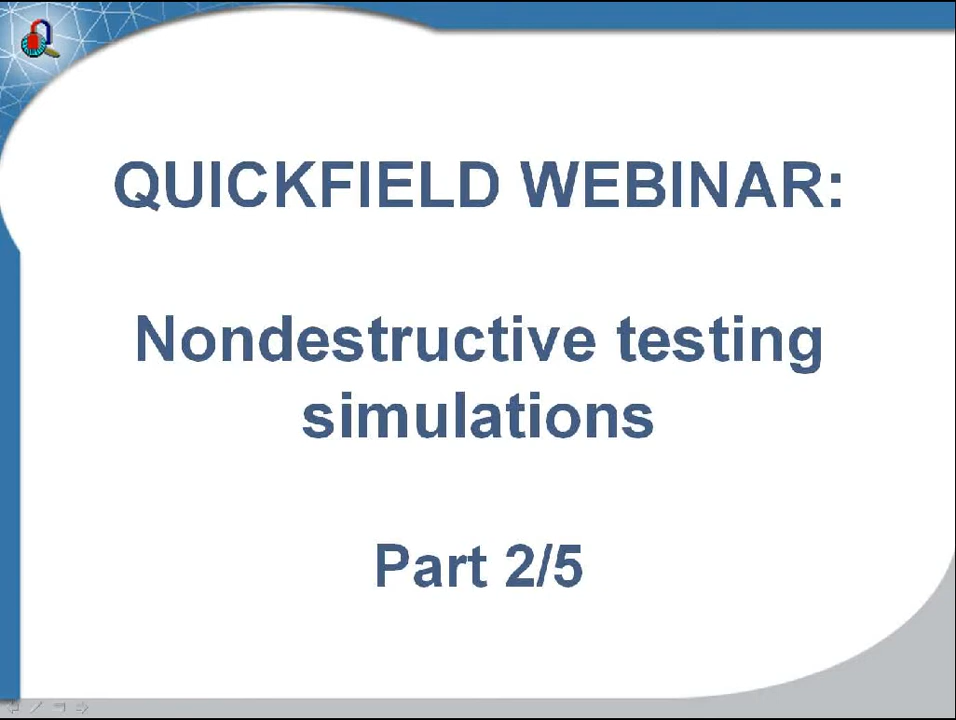 QUICKFIELD WEBINAR:
Nondestructive testing
simulations
Part 2/5